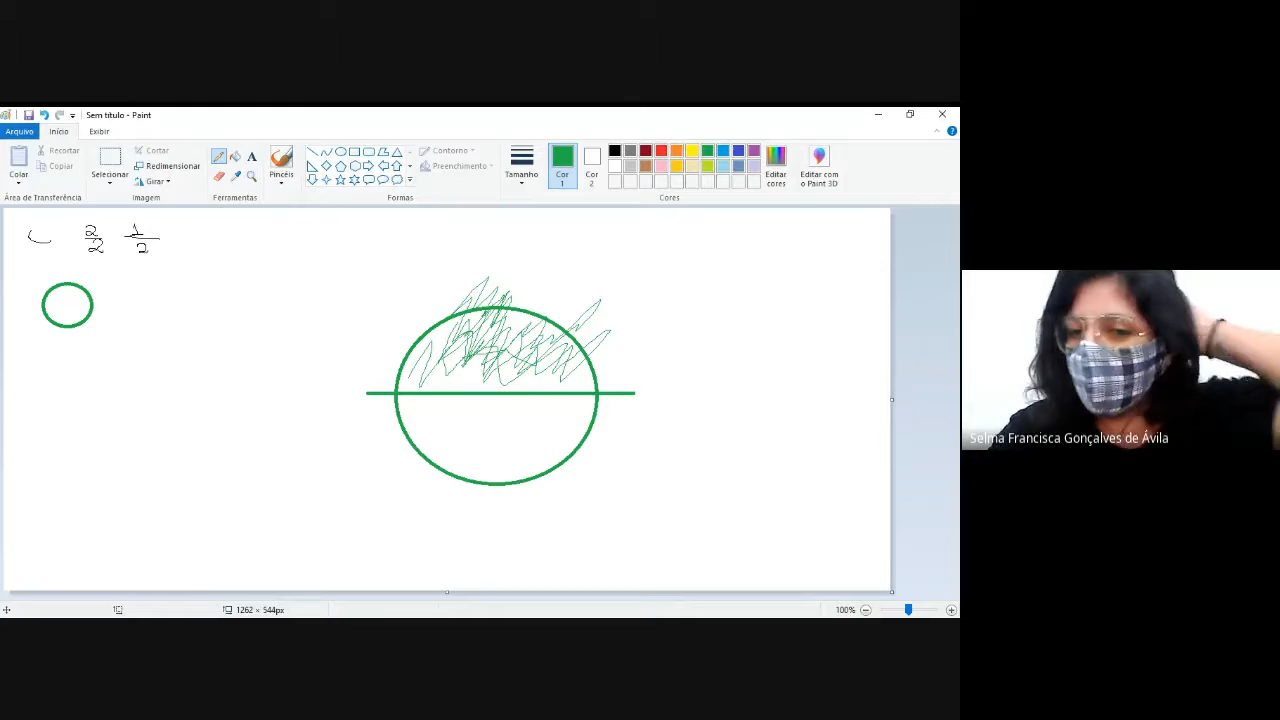 Sem título - Paint
Arquivo Início Exibir
Colar
Recortar
Copiar
Área de Transferência
Selecionar
Cortar
Redimensionar
Girar
Imagem
Ferramentas
Pincéis
Contorno
Preenchimento
Formas
Tamanho
Cor 1
Cor 2
Editar cores
Editar com o Paint 3D
Cores
2 1
2 2
Selma Francisca Gonçalves de Ávila
1262 × 544px
100%